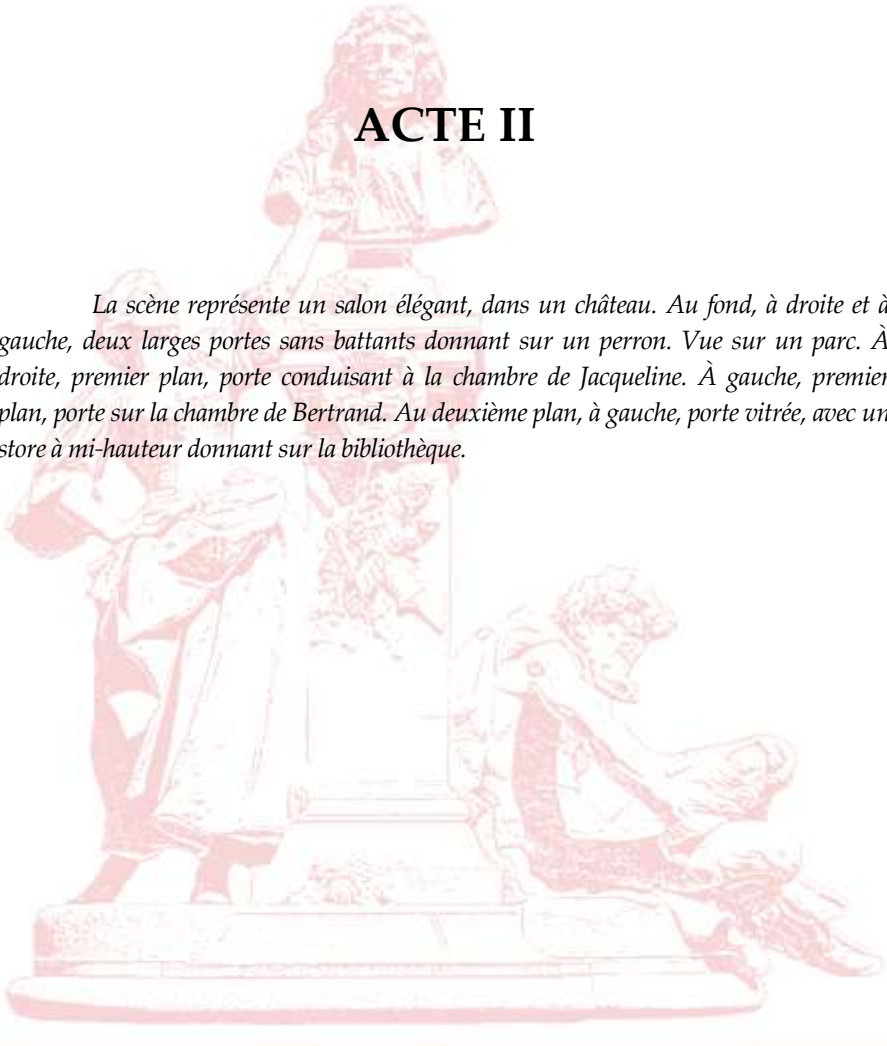 ACTE II
La scène représente un salon élégant, dans un château. Au fond, à droite et à
gauche, deux larges portes sans battants donnant sur un perron. Vue sur un parc. À
droite, premier plan, porte conduisant à la chambre de Jacqueline. À gauche, premier
plan, porte sur la chambre de Bertrand. Au deuxième plan, à gauche, porte vitrée, avec un
store à mi-hauteur donnant sur la bibliothèque.